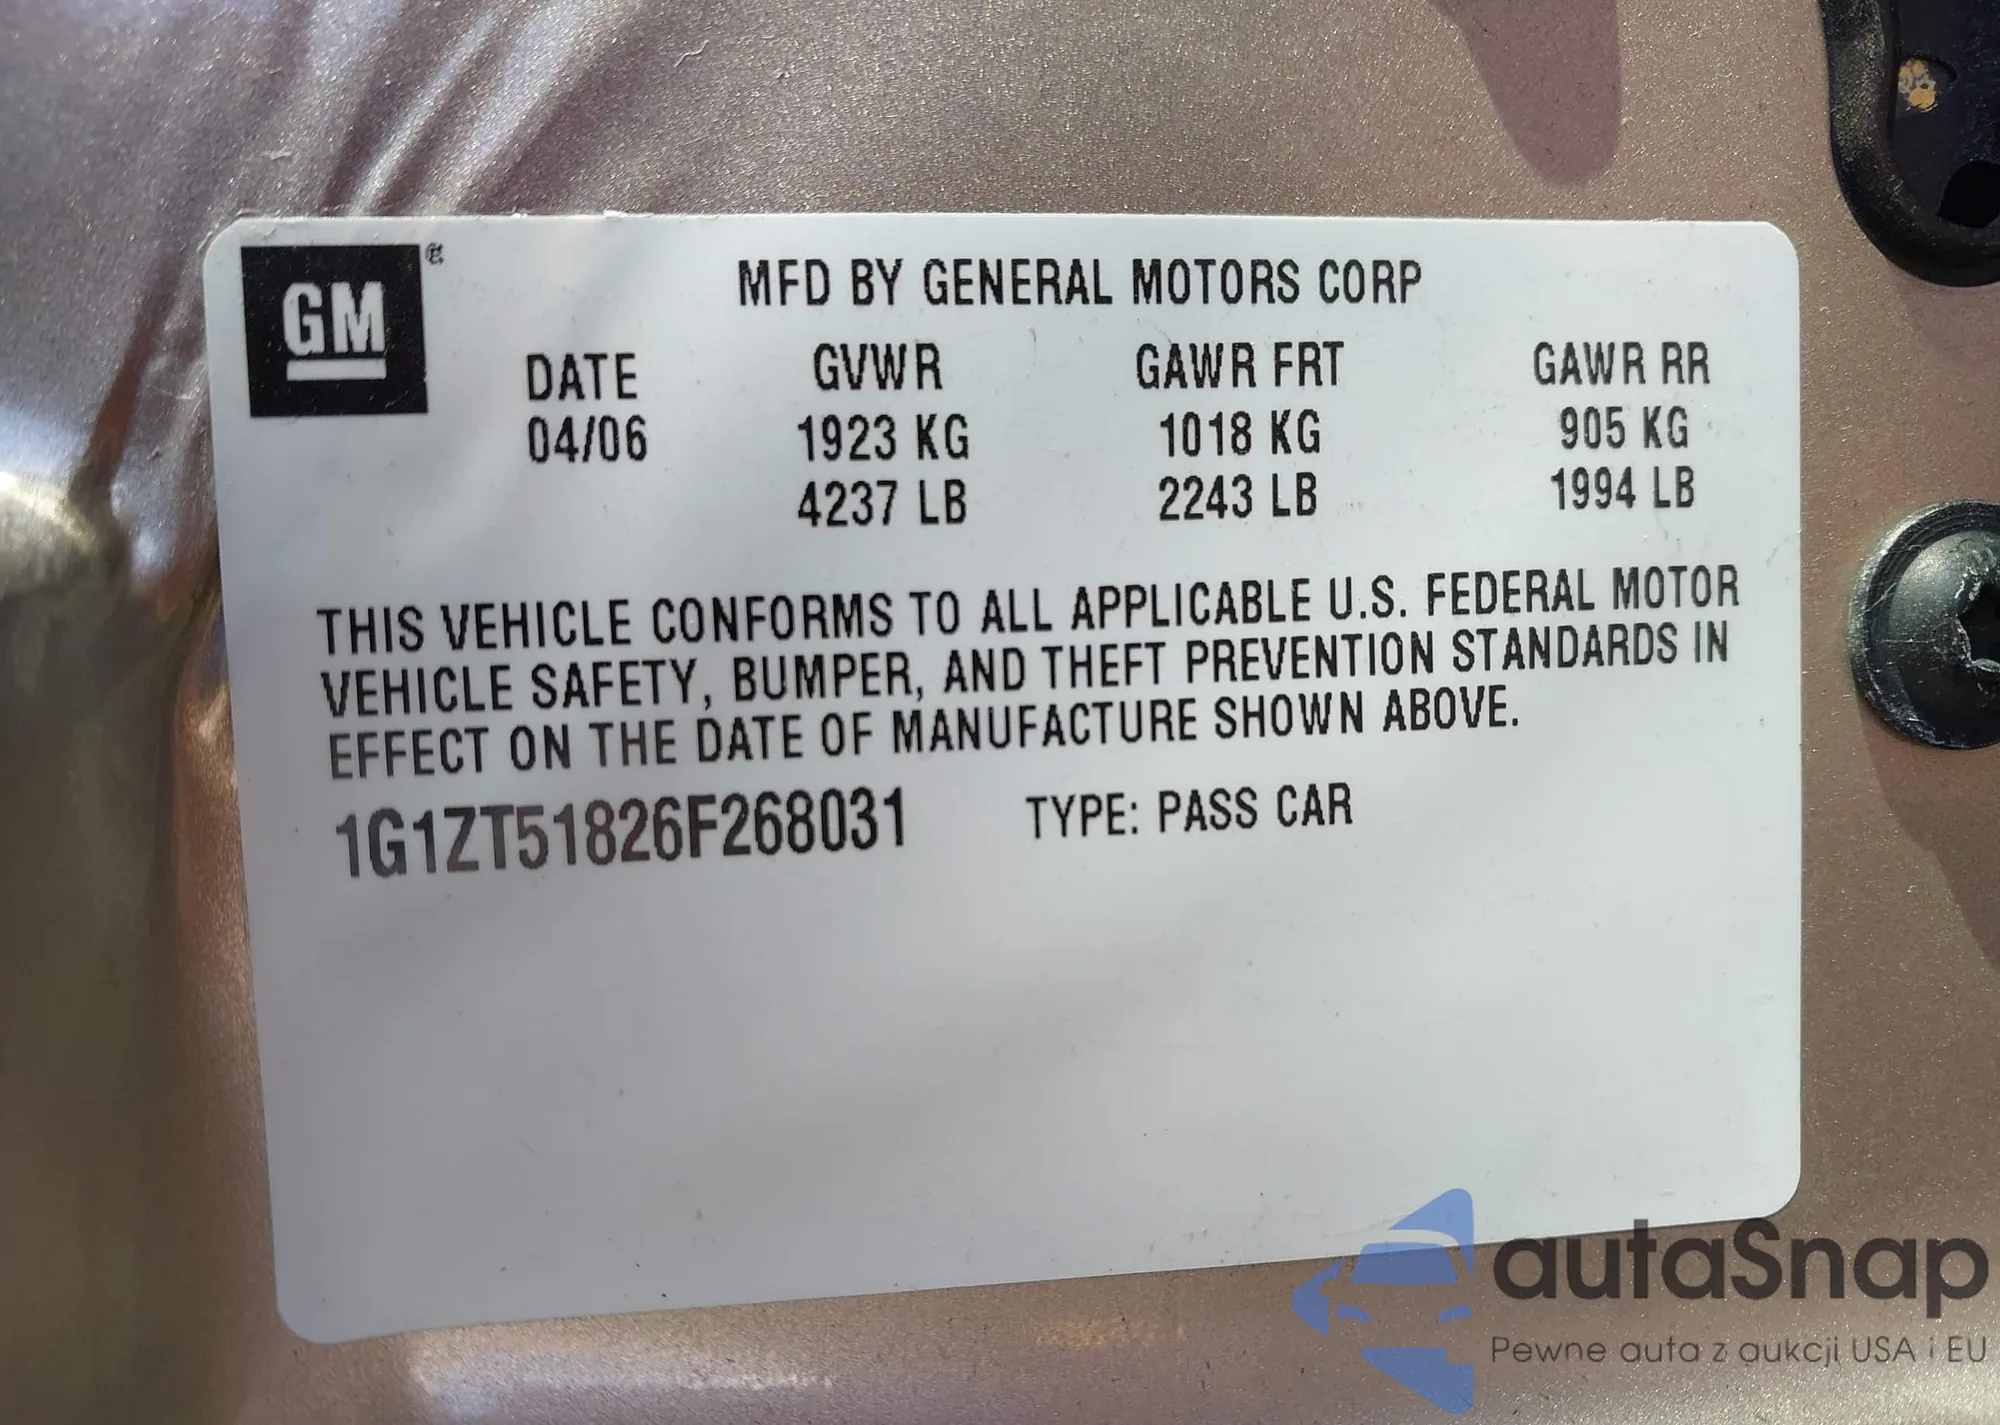 GM
MFD BY GENERAL MOTORS CORP
DATE GVWR GAWR FRT GAWR RR
04/06 1923 KG 1018 KG 905 KG
4237 LB 2243 LB 1994 LB
THIS VEHICLE CONFORMS TO ALL APPLICABLE U.S. FEDERAL MOTOR
VEHICLE SAFETY, BUMPER, AND THEFT PREVENTION STANDARDS IN
EFFECT ON THE DATE OF MANUFACTURE SHOWN ABOVE.
1G1ZT51826F268031 TYPE: PASS CAR
autaSnap
Pewne auta z aukcji USA i EU